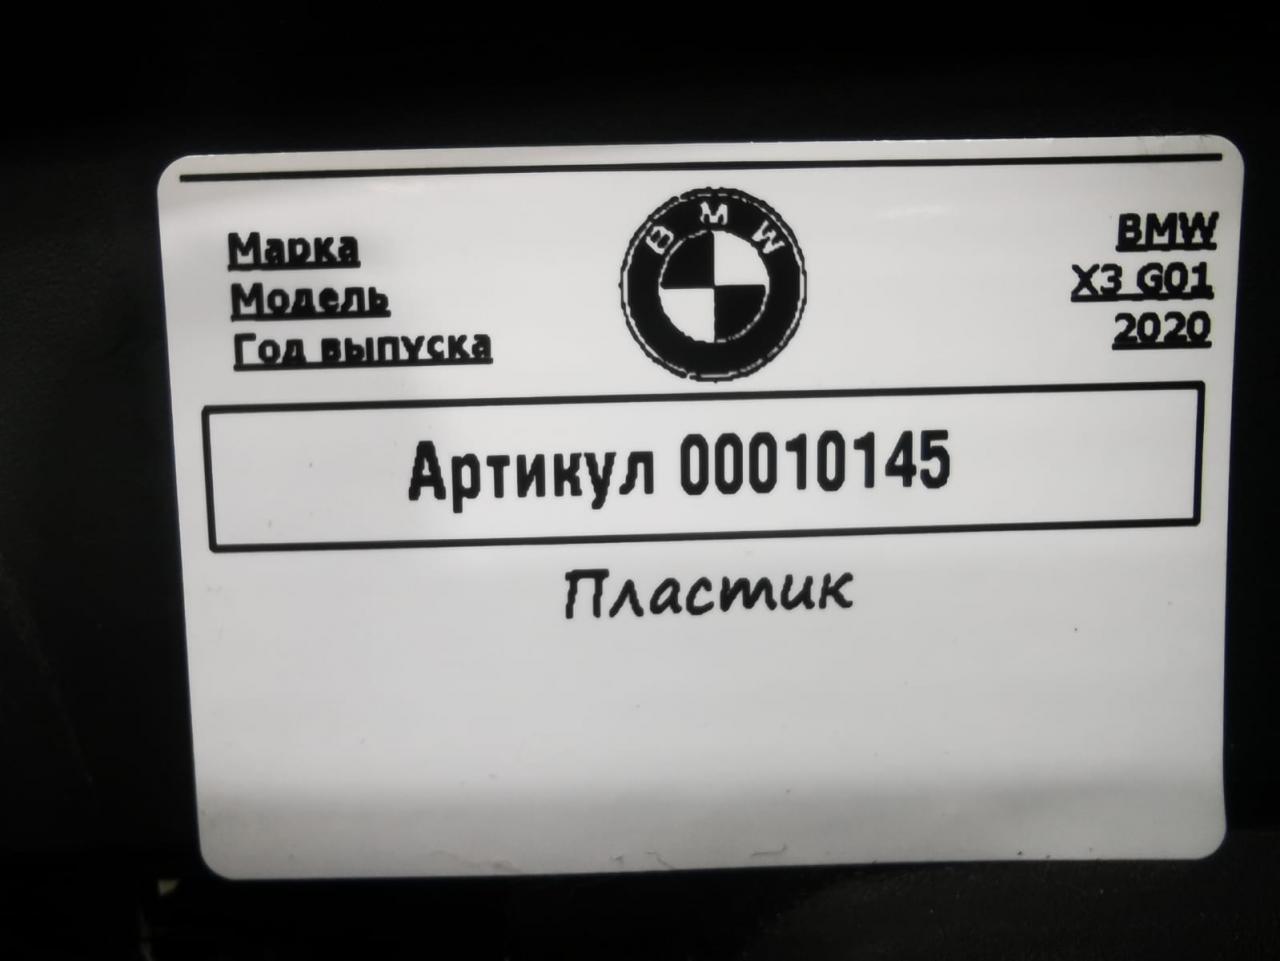 Марка BMW
Модель X3 G01
Год выпуска 2020
BMW
Артикул 00010145
Пластик